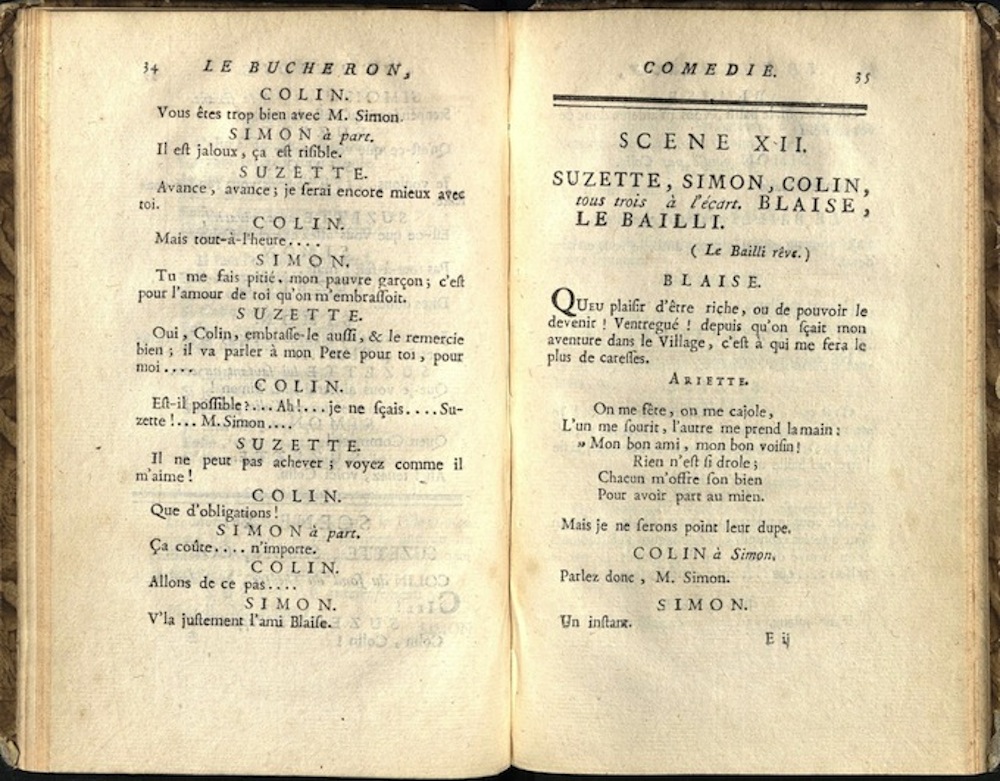 34 LE BUCHERON,
COLIN.
Vous êtes trop bien avec M. Simon.
SIMON à part.
Il eſt jaloux, ça eſt riſible.
SUZETTE.
Avance, avance; je ſerai encore mieux avec
toi.
COLIN.
Mais tout-à-l'heure....
SIMON.
Tu me fais pitié, mon pauvre garçon; c'eſt
pour l'amour de toi qu'on m'embraſſoit.
SUZETTE.
Oui, Colin, embraſſe-le auſſi, & le remercie
bien; il va parler à mon Pere pour toi, pour
moi....
COLIN.
Eſt-il poſſible?... Ah!...je ne ſçais....Su-
zette!... M. Simon....
SUZETTE.
Il ne peut pas achever; voyez comme il
m'aime!
COLIN.
Que d'obligations!
SIMON à part.
Ça coûte.... n'importe.
COLIN.
Allons de ce pas....
SIMON.
V'la juſtement l'ami Blaiſe.
COMEDIE. 35
SCENE XII.
SUZETTE, SIMON, COLIN,
tous trois à l'écart. BLAISE,
LE BAILLI.
(Le Bailli rêve.)
BLAISE.
QUEU plaiſir d'être riche, ou de pouvoir le
devenir! Ventregué! depuis qu'on ſçait mon
aventure dans le Village, c'eſt à qui me fera le
plus de careſſes.
ARIETTE.
On me fête, on me cajole,
L'un me ſourit, l'autre me prend la main:
» Mon bon ami, mon bon voiſin!
Rien n'eſt ſi drole;
Chacun m'offre ſon bien
Pour avoir part au mien.
Mais je ne ſerons point leur dupe.
COLIN à Simon.
Parlez donc, M. Simon.
SIMON.
Un inſtant.
E ij